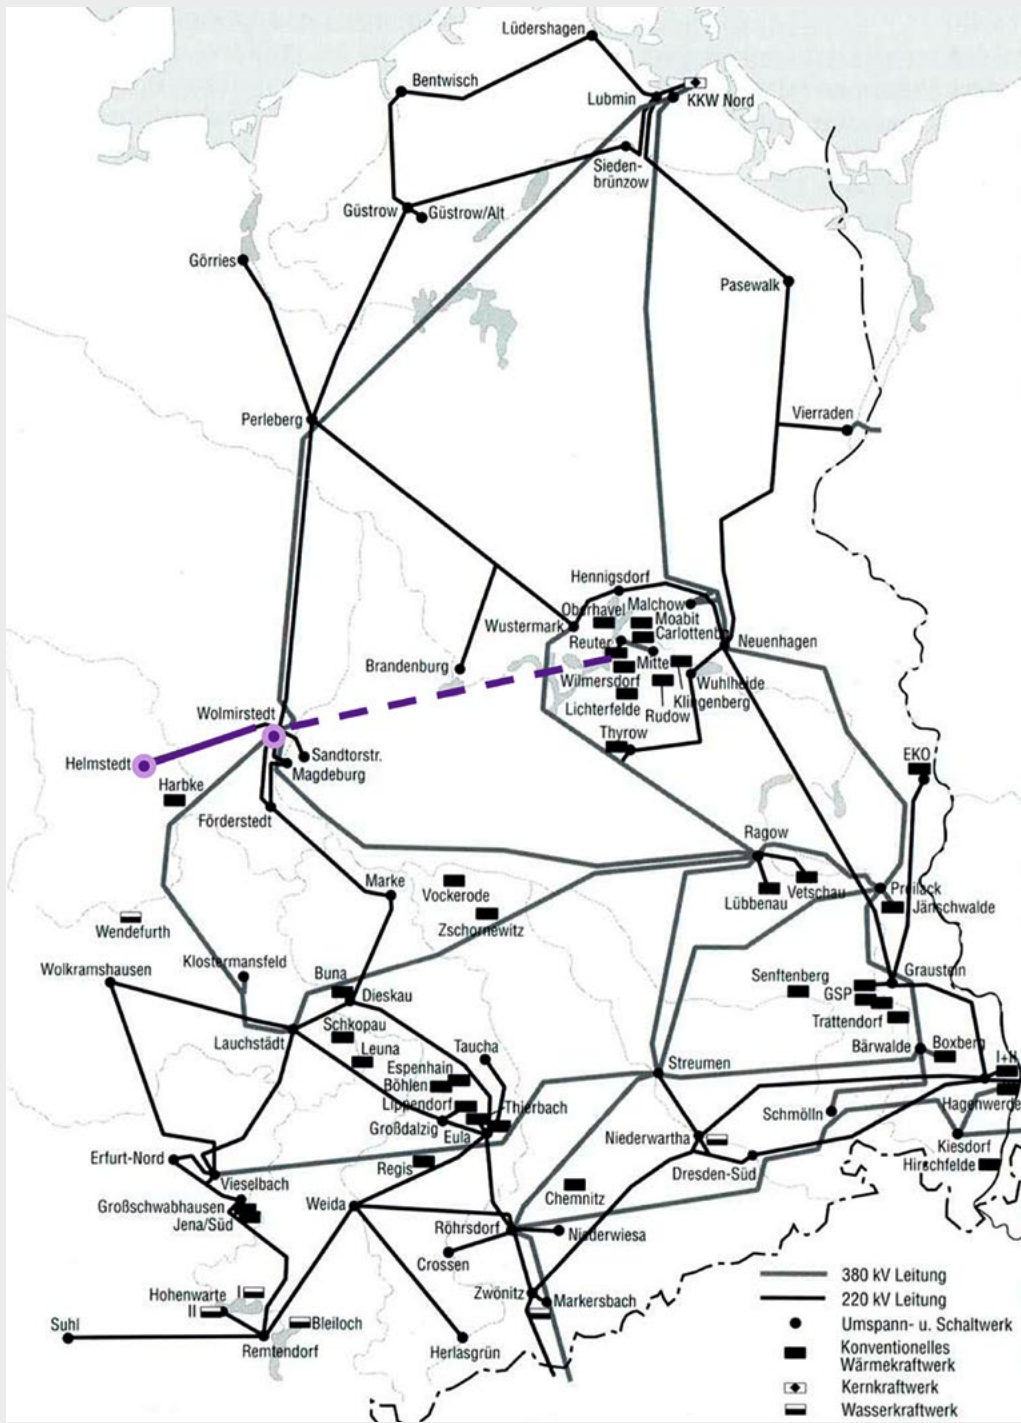 Lüdershagen
Bentwisch
Lubmin
KKW Nord
Sieden-
brünzow
Güstrow
Güstrow/Alt
Görries
Pasewalk
Perleberg
Vierraden
Hennigsdorf
Oberhavel
Malchow
Moabit
Wustermark
Carlottenb
Reuter
Neuenhagen
Brandenburg
Mitte
Wilmersdorf
Wuhlheide
Klingenberg
Lichterfelde
Rudow
Wolmirstedt
Thyrow
Helmstedt
Sandtorstr.
Magdeburg
EKO
Harbke
Förderstedt
Ragow
Marke
Vockerode
Vetschau
Preilack
Lübbenau
Jänschwalde
Zschornewitz
Wendefurth
Wolkramshausen
Klostermansfeld
Buna
Dieskau
Senftenberg
Graustein
GSP
Trattendorf
Schkopau
Lauchstädt
Leuna
Taucha
Bärwalde
Boxberg
Espenhain
Streumen
I+II
Böhlen
Hagenwerde
Lippendorf
Thierbach
Schmölln
Großdalzig
Eula
Niederwartha
Kiesdorf
Erfurt-Nord
Regis
Dresden-Süd
Hirschfelde
Vieselbach
Chemnitz
Großschwabhausen
Jena/Süd
Weida
Röhrsdorf
Niederwiesa
Crossen
Hohenwarte
I
II
Zwönitz
Markersbach
Suhl
Bleiloch
Remtendorf
Herlasgrün
380 kV Leitung
220 kV Leitung
Umspann- u. Schaltwerk
Konventionelles
Wärmekraftwerk
Kernkraftwerk
Wasserkraftwerk